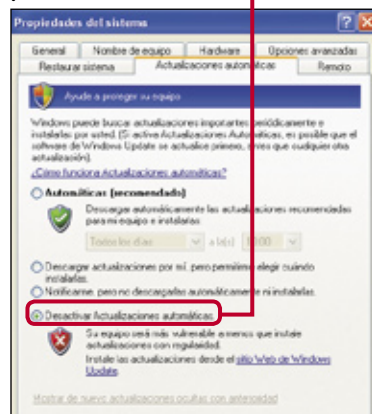 Propiedades del sistema
General Nombre de equipo Hardware Opciones avanzadas
Restaurar sistema Actualizaciones automáticas Remoto
Ayude a proteger su equipo
Windows puede buscar actualizaciones importantes periódicamente e
instalarlas por usted. (Si activa Actualizaciones Automáticas, es posible que el
software de Windows Update se actualice primero, antes que cualquier otra
actualización).
¿Cómo funciona Actualizaciones automáticas?
Automáticas (recomendado)
Descargar automáticamente las actualizaciones recomendadas
para mi equipo e instalarlas:
Todos los días a la(s)
Descargar actualizaciones por mí, pero permitirme elegir cuándo
instalarlas.
Notificarme, pero no descargarlas automáticamente ni instalarlas.
Desactivar Actualizaciones automáticas.
Su equipo será más vulnerable a menos que instale
actualizaciones con regularidad.
Instale las actualizaciones desde el sitio Web de Windows
Update.
Mostrar de nuevo actualizaciones ocultas con anterioridad